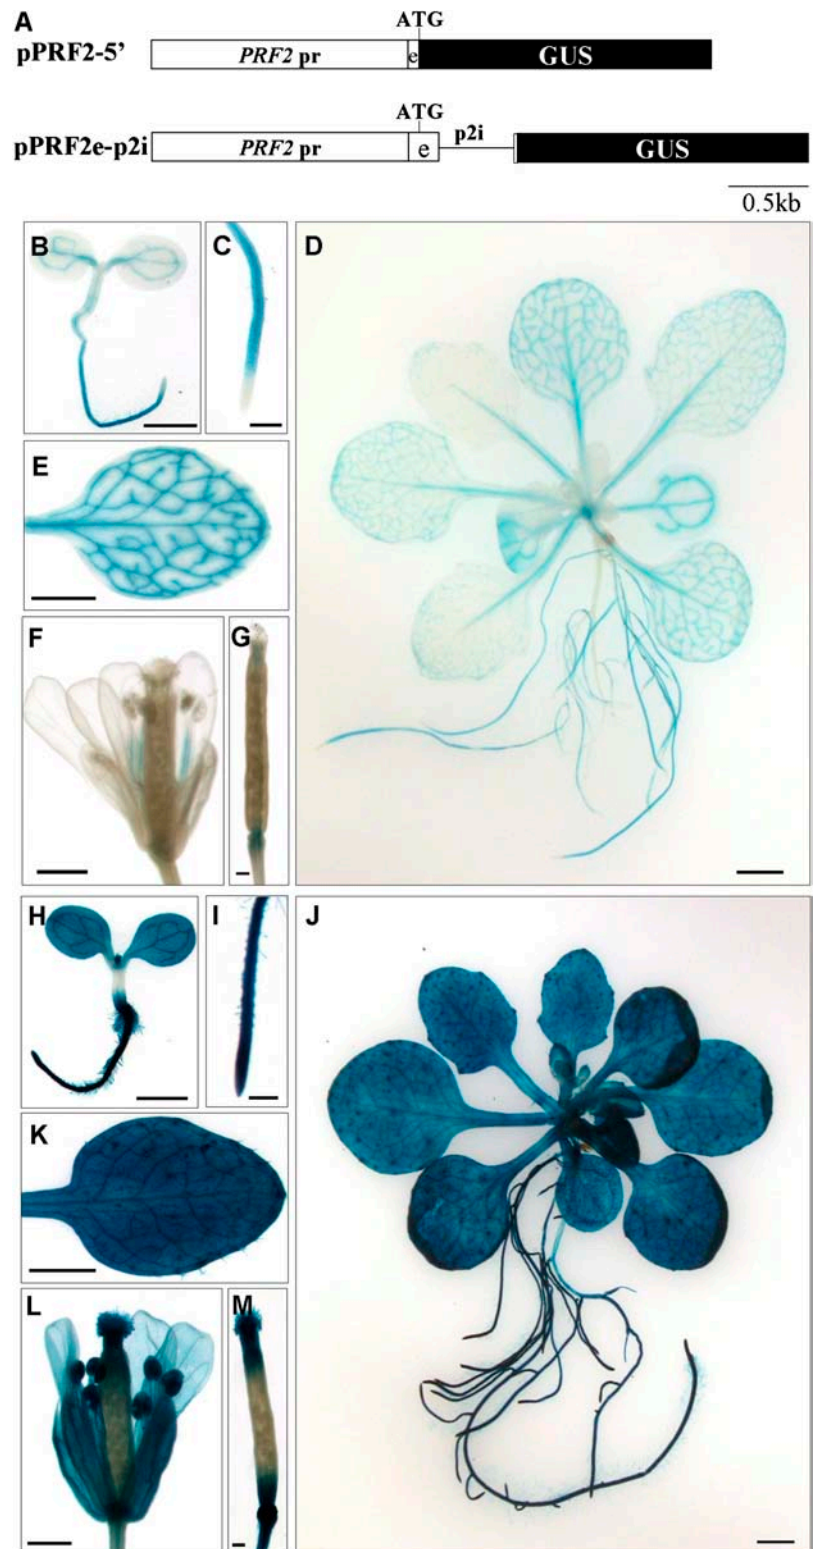 A
ATG
pPRF2-5’
PRF2 pr
e
GUS
ATG
pPRF2e-p2i
PRF2 pr
e
p2i
GUS
0.5kb
B
C
D
E
F
G
H
I
J
K
L
M